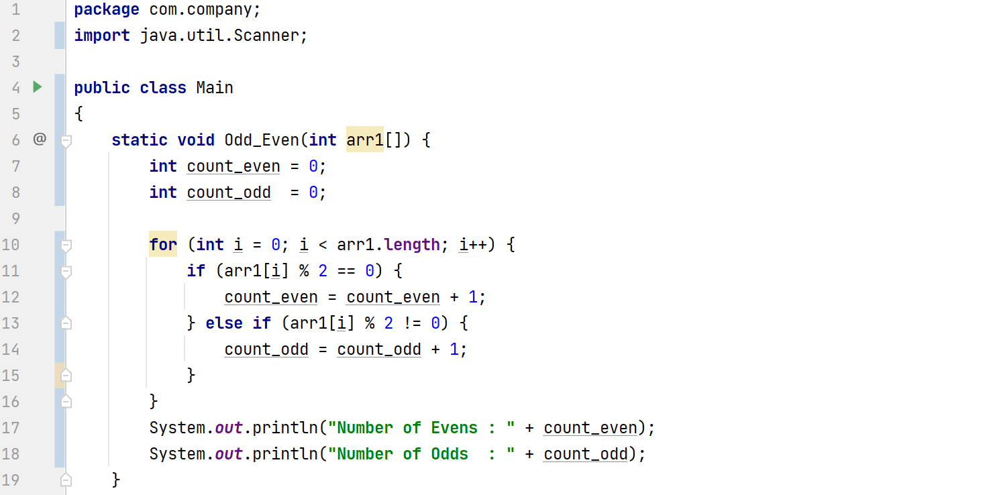 1 package com.company;
2 import java.util.Scanner;
3
4 public class Main
5 {
6 @ static void Odd_Even(int arr1[]) {
7 int count_even = 0;
8 int count_odd  = 0;
9
10 for (int i = 0; i < arr1.length; i++) {
11 if (arr1[i] % 2 == 0) {
12 count_even = count_even + 1;
13 } else if (arr1[i] % 2 != 0) {
14 count_odd = count_odd + 1;
15 }
16 }
17 System.out.println("Number of Evens : " + count_even);
18 System.out.println("Number of Odds  : " + count_odd);
19 }